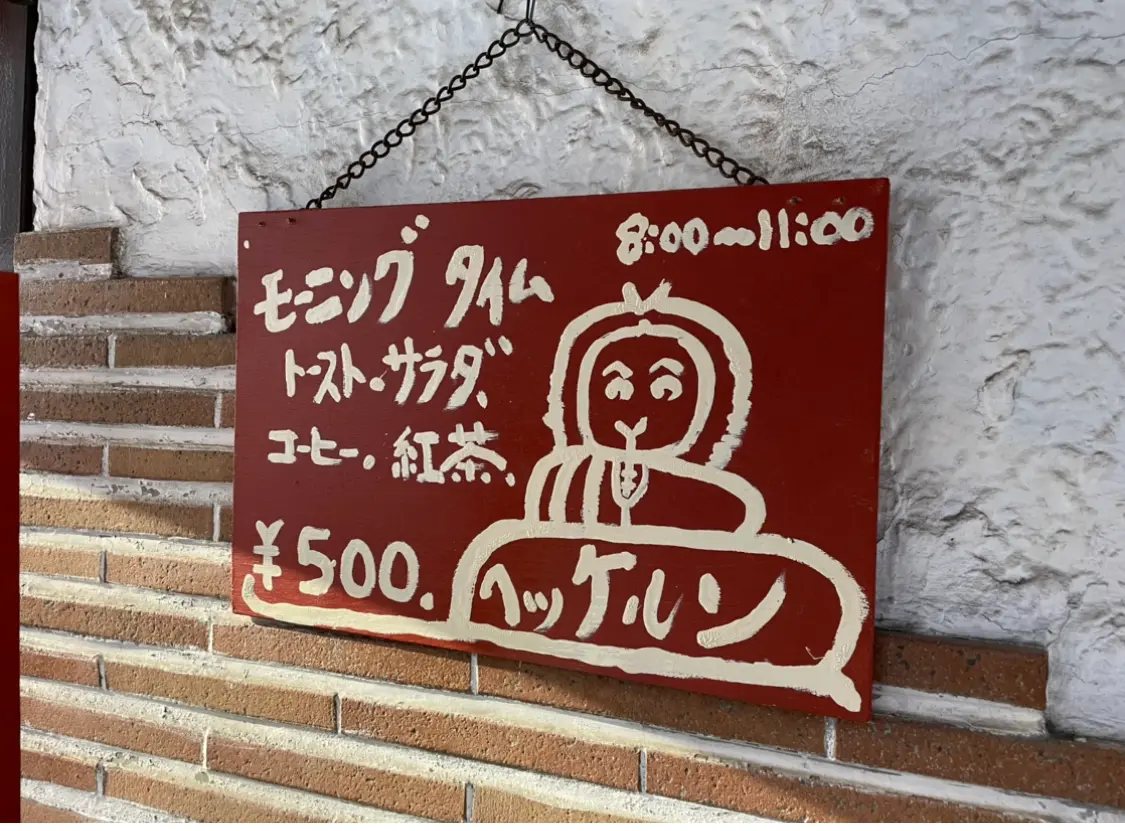 8:00〜11:00
モーニング タイム
トースト。サラダ、
コーヒー。紅茶、
¥500.
ヘッケルン